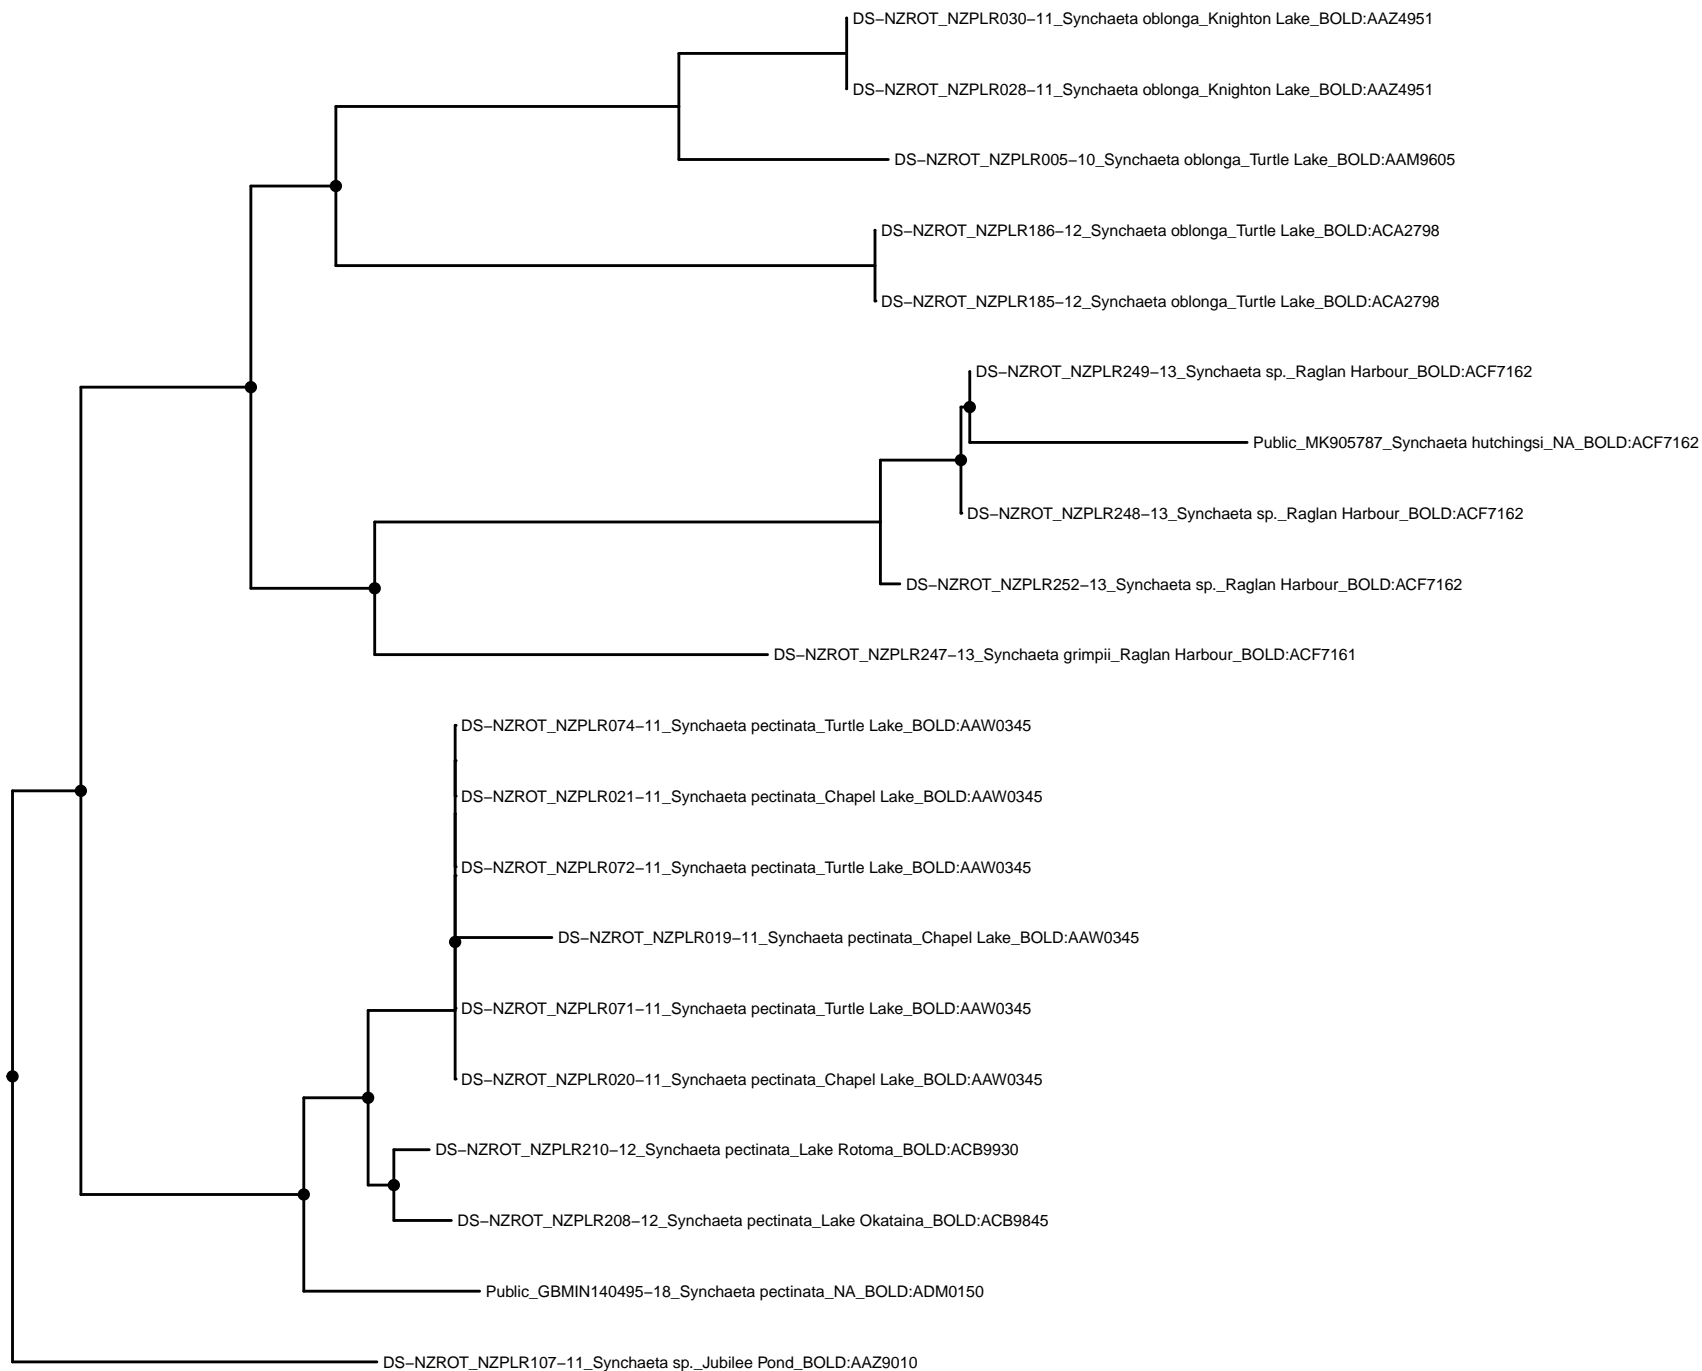 DS−NZROT_NZPLR030−11_Synchaeta oblonga_Knighton Lake_BOLD:AAZ4951
DS−NZROT_NZPLR028−11_Synchaeta oblonga_Knighton Lake_BOLD:AAZ4951
DS−NZROT_NZPLR005−10_Synchaeta oblonga_Turtle Lake_BOLD:AAM9605
DS−NZROT_NZPLR186−12_Synchaeta oblonga_Turtle Lake_BOLD:ACA2798
DS−NZROT_NZPLR185−12_Synchaeta oblonga_Turtle Lake_BOLD:ACA2798
DS−NZROT_NZPLR249−13_Synchaeta sp._Raglan Harbour_BOLD:ACF7162
Public_MK905787_Synchaeta hutchingsi_NA_BOLD:ACF7162
DS−NZROT_NZPLR248−13_Synchaeta sp._Raglan Harbour_BOLD:ACF7162
DS−NZROT_NZPLR252−13_Synchaeta sp._Raglan Harbour_BOLD:ACF7162
DS−NZROT_NZPLR247−13_Synchaeta grimpii_Raglan Harbour_BOLD:ACF7161
DS−NZROT_NZPLR074−11_Synchaeta pectinata_Turtle Lake_BOLD:AAW0345
DS−NZROT_NZPLR021−11_Synchaeta pectinata_Chapel Lake_BOLD:AAW0345
DS−NZROT_NZPLR072−11_Synchaeta pectinata_Turtle Lake_BOLD:AAW0345
DS−NZROT_NZPLR019−11_Synchaeta pectinata_Chapel Lake_BOLD:AAW0345
DS−NZROT_NZPLR071−11_Synchaeta pectinata_Turtle Lake_BOLD:AAW0345
DS−NZROT_NZPLR020−11_Synchaeta pectinata_Chapel Lake_BOLD:AAW0345
DS−NZROT_NZPLR210−12_Synchaeta pectinata_Lake Rotoma_BOLD:ACB9930
DS−NZROT_NZPLR208−12_Synchaeta pectinata_Lake Okataina_BOLD:ACB9845
Public_GBMIN140495−18_Synchaeta pectinata_NA_BOLD:ADM0150
DS−NZROT_NZPLR107−11_Synchaeta sp._Jubilee Pond_BOLD:AAZ9010